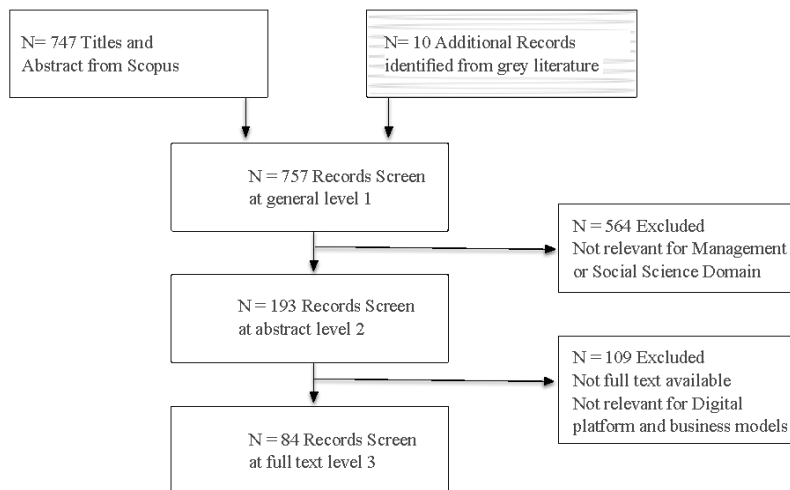 N= 747 Titles and
Abstract from Scopus
N= 10 Additional Records
identified from grey literature
N = 757 Records Screen
at general level 1
N = 564 Excluded
Not relevant for Management
or Social Science Domain
N = 193 Records Screen
at abstract level 2
N = 109 Excluded
Not full text available
Not relevant for Digital
platform and business models
N = 84 Records Screen
at full text level 3